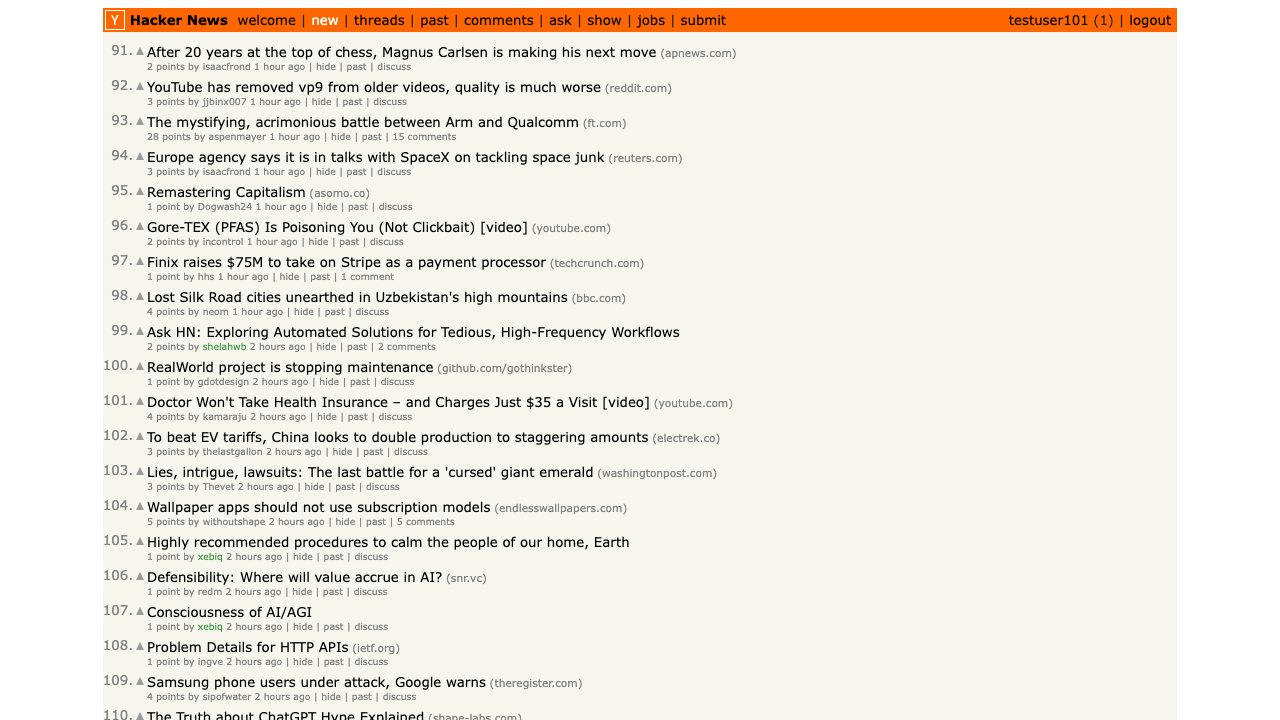 Y Hacker News welcome | new | threads | past | comments | ask | show | jobs | submit testuser101 (1) | logout
91. After 20 years at the top of chess, Magnus Carlsen is making his next move (apnews.com)
2 points by isaacfrond 1 hour ago | hide | past | discuss
92. YouTube has removed vp9 from older videos, quality is much worse (reddit.com)
3 points by jjbinx007 1 hour ago | hide | past | discuss
93. The mystifying, acrimonious battle between Arm and Qualcomm (ft.com)
28 points by aspenmayer 1 hour ago | hide | past | 15 comments
94. Europe agency says it is in talks with SpaceX on tackling space junk (reuters.com)
3 points by isaacfrond 1 hour ago | hide | past | discuss
95. Remastering Capitalism (asomo.co)
1 point by Dogwash24 1 hour ago | hide | past | discuss
96. Gore-TEX (PFAS) Is Poisoning You (Not Clickbait) [video] (youtube.com)
2 points by incontrol 1 hour ago | hide | past | discuss
97. Finix raises $75M to take on Stripe as a payment processor (techcrunch.com)
1 point by hhs 1 hour ago | hide | past | 1 comment
98. Lost Silk Road cities unearthed in Uzbekistan's high mountains (bbc.com)
4 points by neom 1 hour ago | hide | past | discuss
99. Ask HN: Exploring Automated Solutions for Tedious, High-Frequency Workflows
2 points by shelahwb 2 hours ago | hide | past | 2 comments
100. RealWorld project is stopping maintenance (github.com/gothinkster)
1 point by gdotdesign 2 hours ago | hide | past | discuss
101. Doctor Won't Take Health Insurance – and Charges Just $35 a Visit [video] (youtube.com)
4 points by kamaraju 2 hours ago | hide | past | discuss
102. To beat EV tariffs, China looks to double production to staggering amounts (electrek.co)
3 points by thelastgallon 2 hours ago | hide | past | discuss
103. Lies, intrigue, lawsuits: The last battle for a 'cursed' giant emerald (washingtonpost.com)
3 points by Thevet 2 hours ago | hide | past | discuss
104. Wallpaper apps should not use subscription models (endlesswallpapers.com)
5 points by withoutshape 2 hours ago | hide | past | 5 comments
105. Highly recommended procedures to calm the people of our home, Earth
1 point by xebiq 2 hours ago | hide | past | discuss
106. Defensibility: Where will value accrue in AI? (snr.vc)
1 point by redm 2 hours ago | hide | past | discuss
107. Consciousness of AI/AGI
1 point by xebiq 2 hours ago | hide | past | discuss
108. Problem Details for HTTP APIs (ietf.org)
1 point by ingve 2 hours ago | hide | past | discuss
109. Samsung phone users under attack, Google warns (theregister.com)
4 points by sipofwater 2 hours ago | hide | past | discuss
110. The Truth about ChatGPT Hype Explained (shape-labs.com)